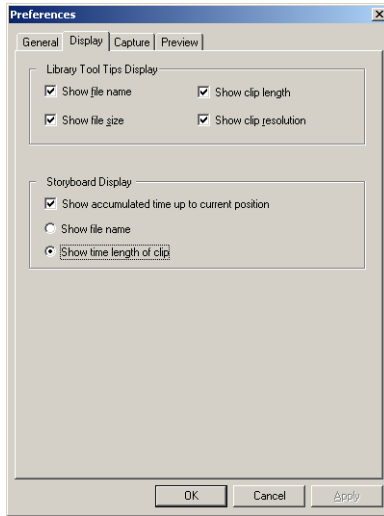 Preferences
General Display Capture Preview
Library Tool Tips Display
Show file name Show clip length
Show file size Show clip resolution
Storyboard Display
Show accumulated time up to current position
Show file name
Show time length of clip
OK Cancel Apply